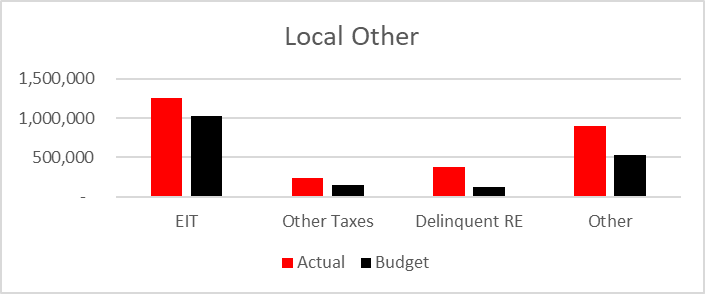 Local Other
1,500,000
1,000,000
500,000
-
EIT Other Taxes Delinquent RE Other
Actual Budget